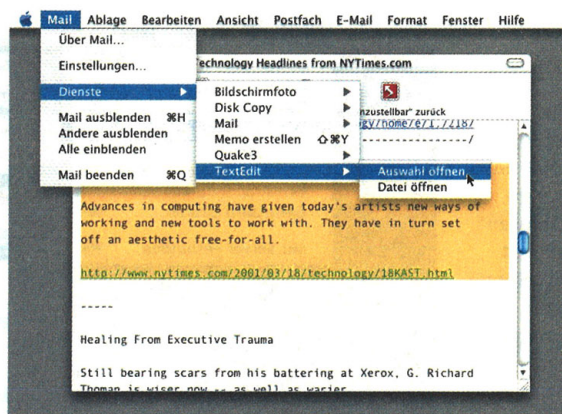 Mail Ablage Bearbeiten Ansicht Postfach E-Mail Format Fenster Hilfe
Über Mail...
Einstellungen...
Dienste
Mail ausblenden ⌘H
Andere ausblenden
Alle einblenden
Mail beenden ⌘Q
Bildschirmfoto
Disk Copy
Mail
Memo erstellen ⇧⌘Y
Quake3
TextEdit
Auswahl öffnen
Datei öffnen
echnology Headlines from NYTimes.com
nzustellbar" zurück
-----------------/
Advances in computing have given today's artists new ways of
working and new tools to work with. They have in turn set
off an aesthetic free-for-all.
http://www.nytimes.com/2001/03/18/technology/18KAST.html
-----
Healing From Executive Trauma
Still bearing scars from his battering at Xerox, G. Richard
Thoman is wiser now -- as well as warier